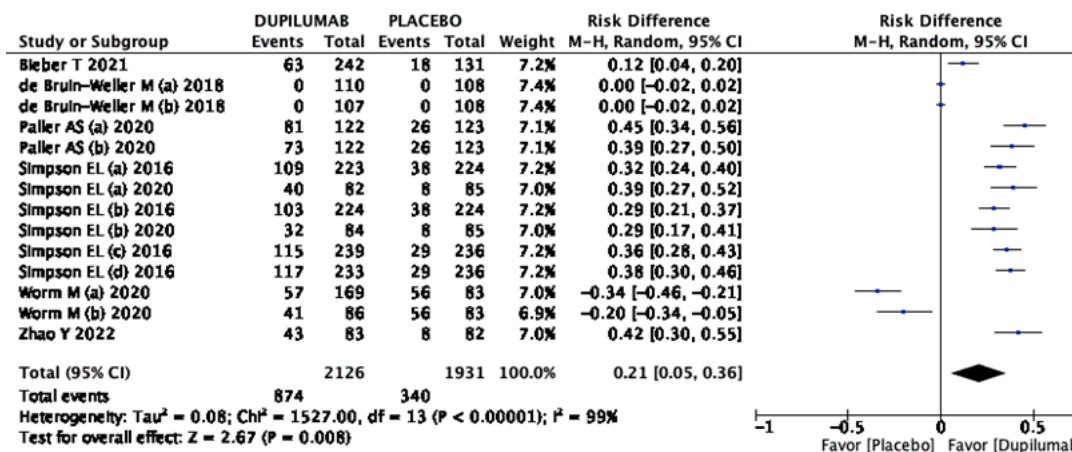 DUPILUMAB PLACEBO Risk Difference Risk Difference
Study or Subgroup Events Total Events Total Weight M-H, Random, 95% CI M-H, Random, 95% CI
Bieber T 2021 63 242 18 131 7.2% 0.12 [0.04, 0.20]
de Bruin-Weller M (a) 2018 0 110 0 108 7.4% 0.00 [-0.02, 0.02]
de Bruin-Weller M (b) 2018 0 107 0 108 7.4% 0.00 [-0.02, 0.02]
Paller AS (a) 2020 81 122 26 123 7.1% 0.45 [0.34, 0.56]
Paller AS (b) 2020 73 122 26 123 7.1% 0.39 [0.27, 0.50]
Simpson EL (a) 2016 109 223 38 224 7.2% 0.32 [0.24, 0.40]
Simpson EL (a) 2020 40 82 8 85 7.0% 0.39 [0.27, 0.52]
Simpson EL (b) 2016 103 224 38 224 7.2% 0.29 [0.21, 0.37]
Simpson EL (b) 2020 32 84 8 85 7.0% 0.29 [0.17, 0.41]
Simpson EL (c) 2016 115 239 29 236 7.2% 0.36 [0.28, 0.43]
Simpson EL (d) 2016 117 233 29 236 7.2% 0.38 [0.30, 0.46]
Worm M (a) 2020 57 169 56 83 7.0% -0.34 [-0.46, -0.21]
Worm M (b) 2020 41 86 56 83 6.9% -0.20 [-0.34, -0.05]
Zhao Y 2022 43 83 8 82 7.0% 0.42 [0.30, 0.55]
Total (95% CI) 2126 1931 100.0% 0.21 [0.05, 0.36]
Total events 874 340
Heterogeneity: Tau² = 0.08; Chi² = 1527.00, df = 13 (P < 0.00001); I² = 99%
Test for overall effect: Z = 2.67 (P = 0.008)
-1 -0.5 0 0.5
Favor [Placebo] Favor [Dupilumal